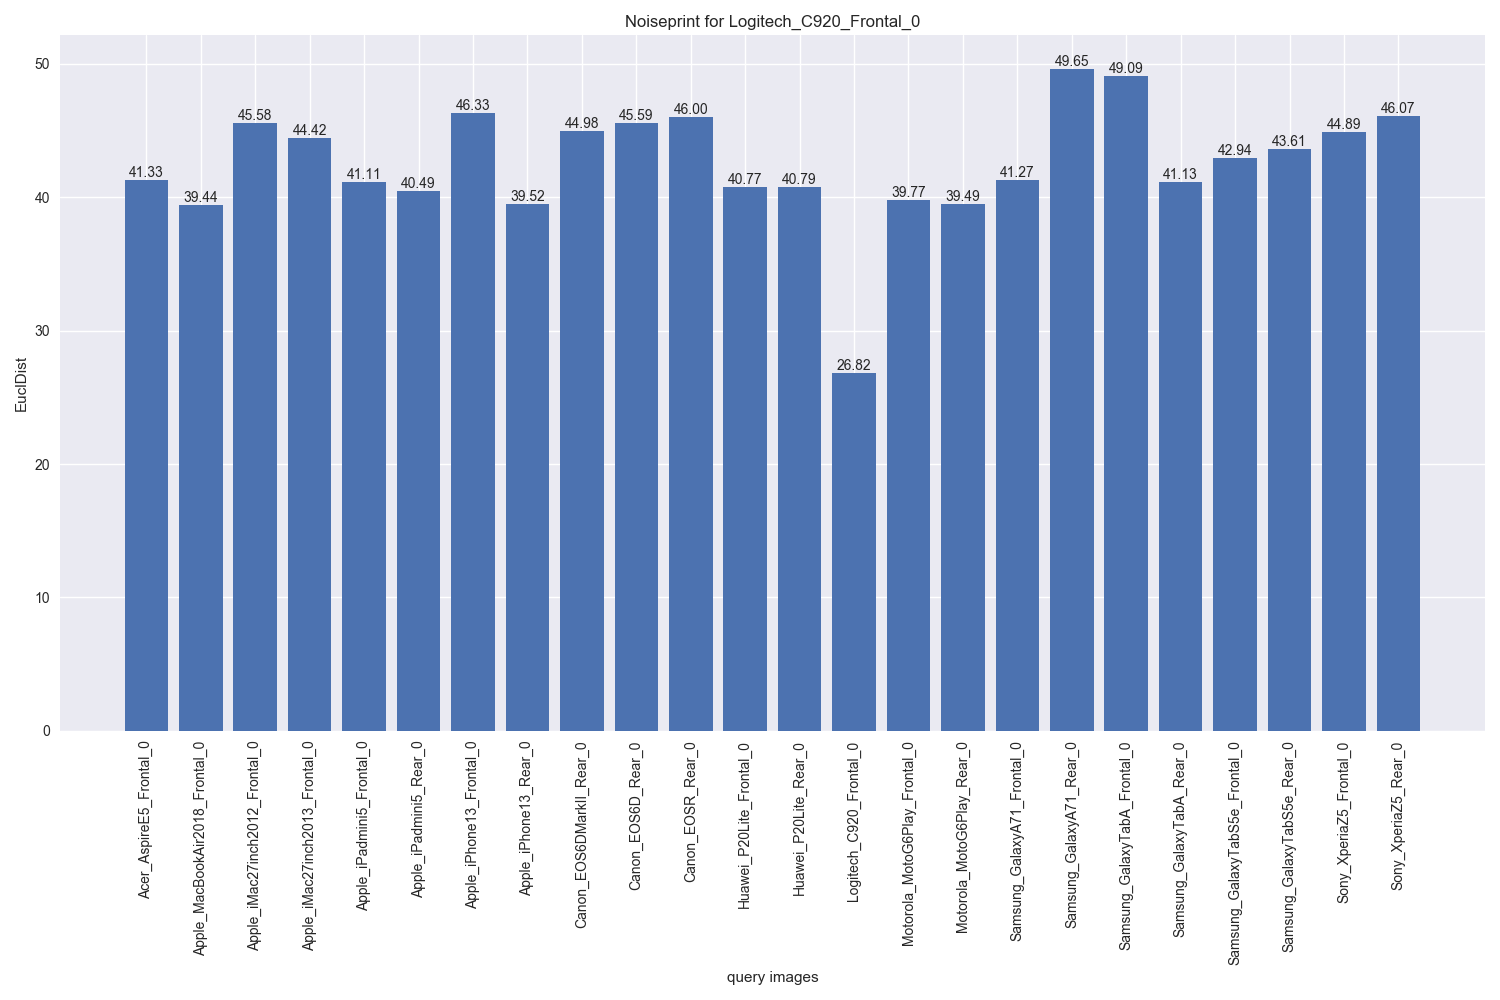 Noiseprint for Logitech_C920_Frontal_0
EuclDist
50
40
30
20
10
0
41.33
39.44
45.58
44.42
41.11
40.49
46.33
39.52
44.98
45.59
46.00
40.77
40.79
26.82
39.77
39.49
41.27
49.65
49.09
41.13
42.94
43.61
44.89
46.07
Acer_AspireE5_Frontal_0
Apple_MacBookAir2018_Frontal_0
Apple_iMac27inch2012_Frontal_0
Apple_iMac27inch2013_Frontal_0
Apple_iPadmini5_Frontal_0
Apple_iPadmini5_Rear_0
Apple_iPhone13_Frontal_0
Apple_iPhone13_Rear_0
Canon_EOS6DMarkII_Rear_0
Canon_EOS6D_Rear_0
Canon_EOSR_Rear_0
Huawei_P20Lite_Frontal_0
Huawei_P20Lite_Rear_0
Logitech_C920_Frontal_0
Motorola_MotoG6Play_Frontal_0
Motorola_MotoG6Play_Rear_0
Samsung_GalaxyA71_Frontal_0
Samsung_GalaxyA71_Rear_0
Samsung_GalaxyTabA_Frontal_0
Samsung_GalaxyTabA_Rear_0
Samsung_GalaxyTabS5e_Frontal_0
Samsung_GalaxyTabS5e_Rear_0
Sony_XperiaZ5_Frontal_0
Sony_XperiaZ5_Rear_0
query images